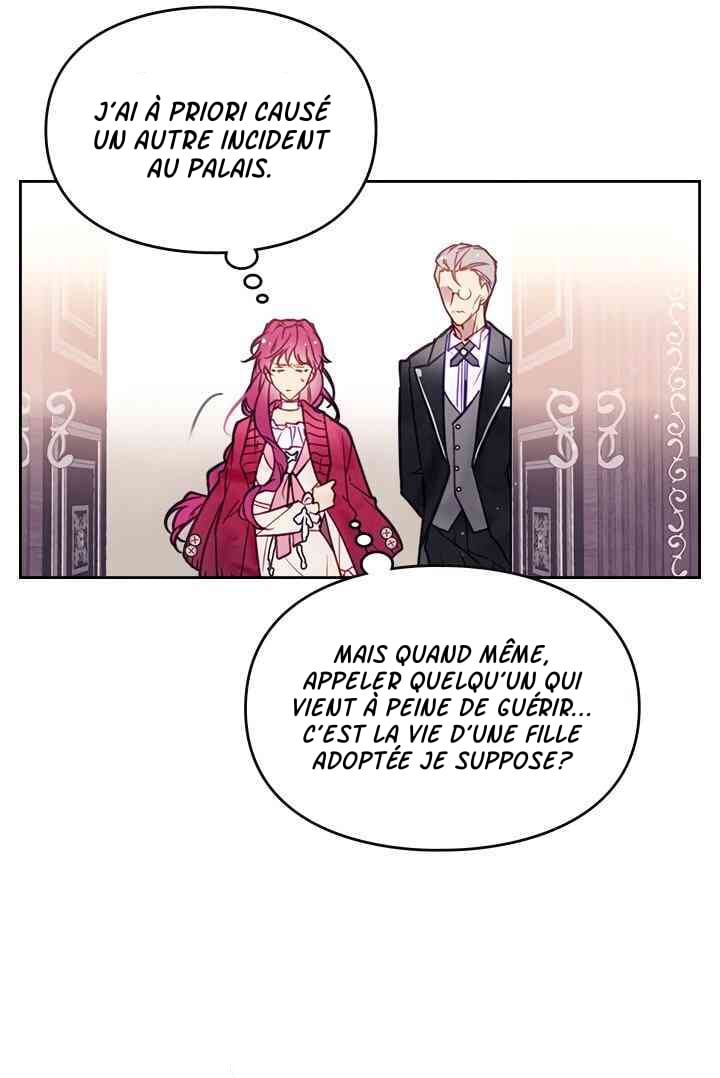 J'AI À PRIORI CAUSÉ
UN AUTRE INCIDENT
AU PALAIS.
MAIS QUAND MÊME,
APPELER QUELQU'UN QUI
VIENT À PEINE DE GUÉRIR...
C'EST LA VIE D'UNE FILLE
ADOPTÉE JE SUPPOSE?